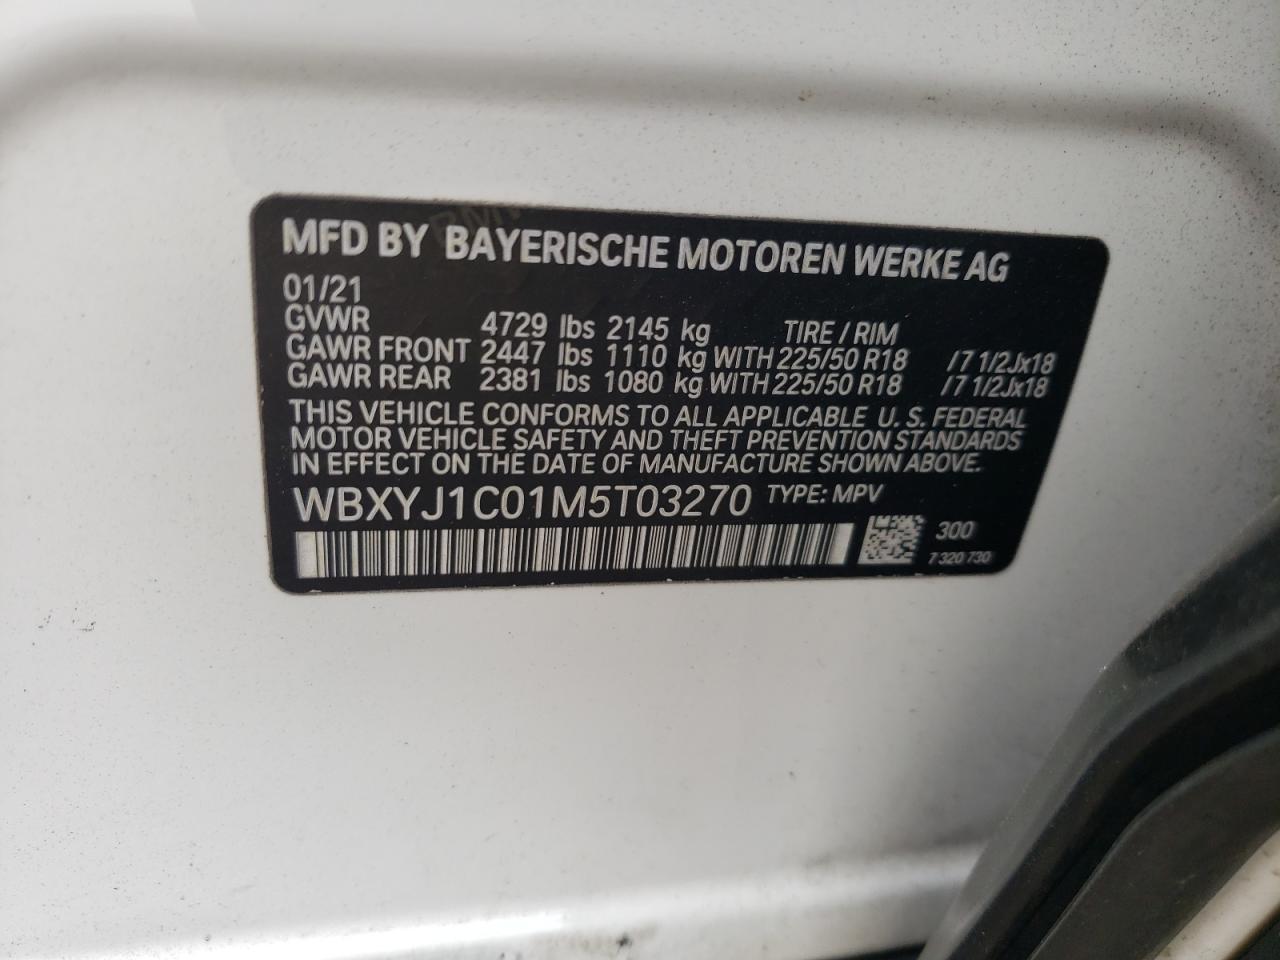 MFD BY BAYERISCHE MOTOREN WERKE AG
01/21
GVWR 4729 lbs 2145 kg TIRE / RIM
GAWR FRONT 2447 lbs 1110 kg WITH 225/50 R18 /7 1/2Jx18
GAWR REAR 2381 lbs 1080 kg WITH 225/50 R18 /7 1/2Jx18
THIS VEHICLE CONFORMS TO ALL APPLICABLE U. S. FEDERAL
MOTOR VEHICLE SAFETY AND THEFT PREVENTION STANDARDS
IN EFFECT ON THE DATE OF MANUFACTURE SHOWN ABOVE.
WBXYJ1C01M5T03270 TYPE: MPV
300
7 320 730